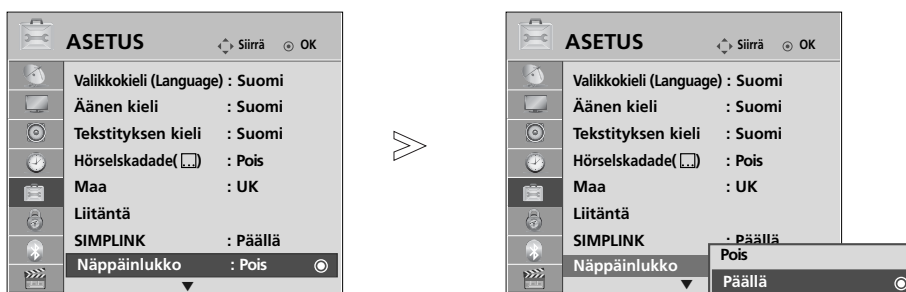 ASETUS Siirrä OK
Valikkokieli (Language) : Suomi
Äänen kieli : Suomi
Tekstityksen kieli : Suomi
Hörselskadade( ) : Pois
Maa : UK
Liitäntä
SIMPLINK : Päällä
Näppäinlukko : Pois
ASETUS Siirrä OK
Valikkokieli (Language) : Suomi
Äänen kieli : Suomi
Tekstityksen kieli : Suomi
Hörselskadade( ) : Pois
Maa : UK
Liitäntä
SIMPLINK : Päällä
Näppäinlukko
Pois
Päällä